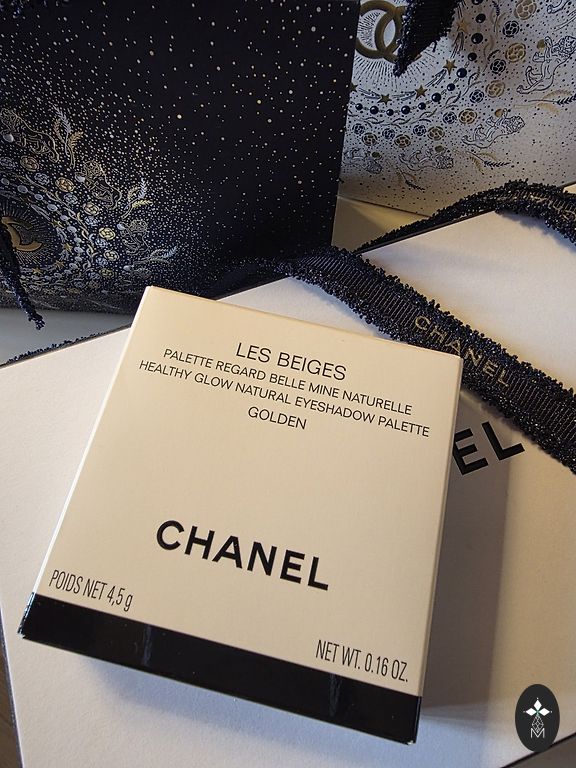 CHANEL
EL
LES BEIGES
PALETTE REGARD BELLE MINE NATURELLE
HEALTHY GLOW NATURAL EYESHADOW PALETTE
GOLDEN
CHANEL
POIDS NET 4,5 g
NET WT. 0.16 OZ.
M